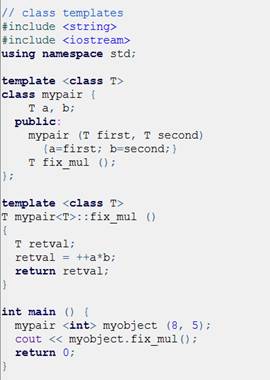 // class templates
#include <string>
#include <iostream>
using namespace std;
template <class T>
class mypair {
T a, b;
public:
mypair (T first, T second)
{a=first; b=second;}
T fix_mul ();
};
template <class T>
T mypair<T>::fix_mul ()
{
T retval;
retval = ++a*b;
return retval;
}
int main () {
mypair <int> myobject (8, 5);
cout << myobject.fix_mul();
return 0;
}